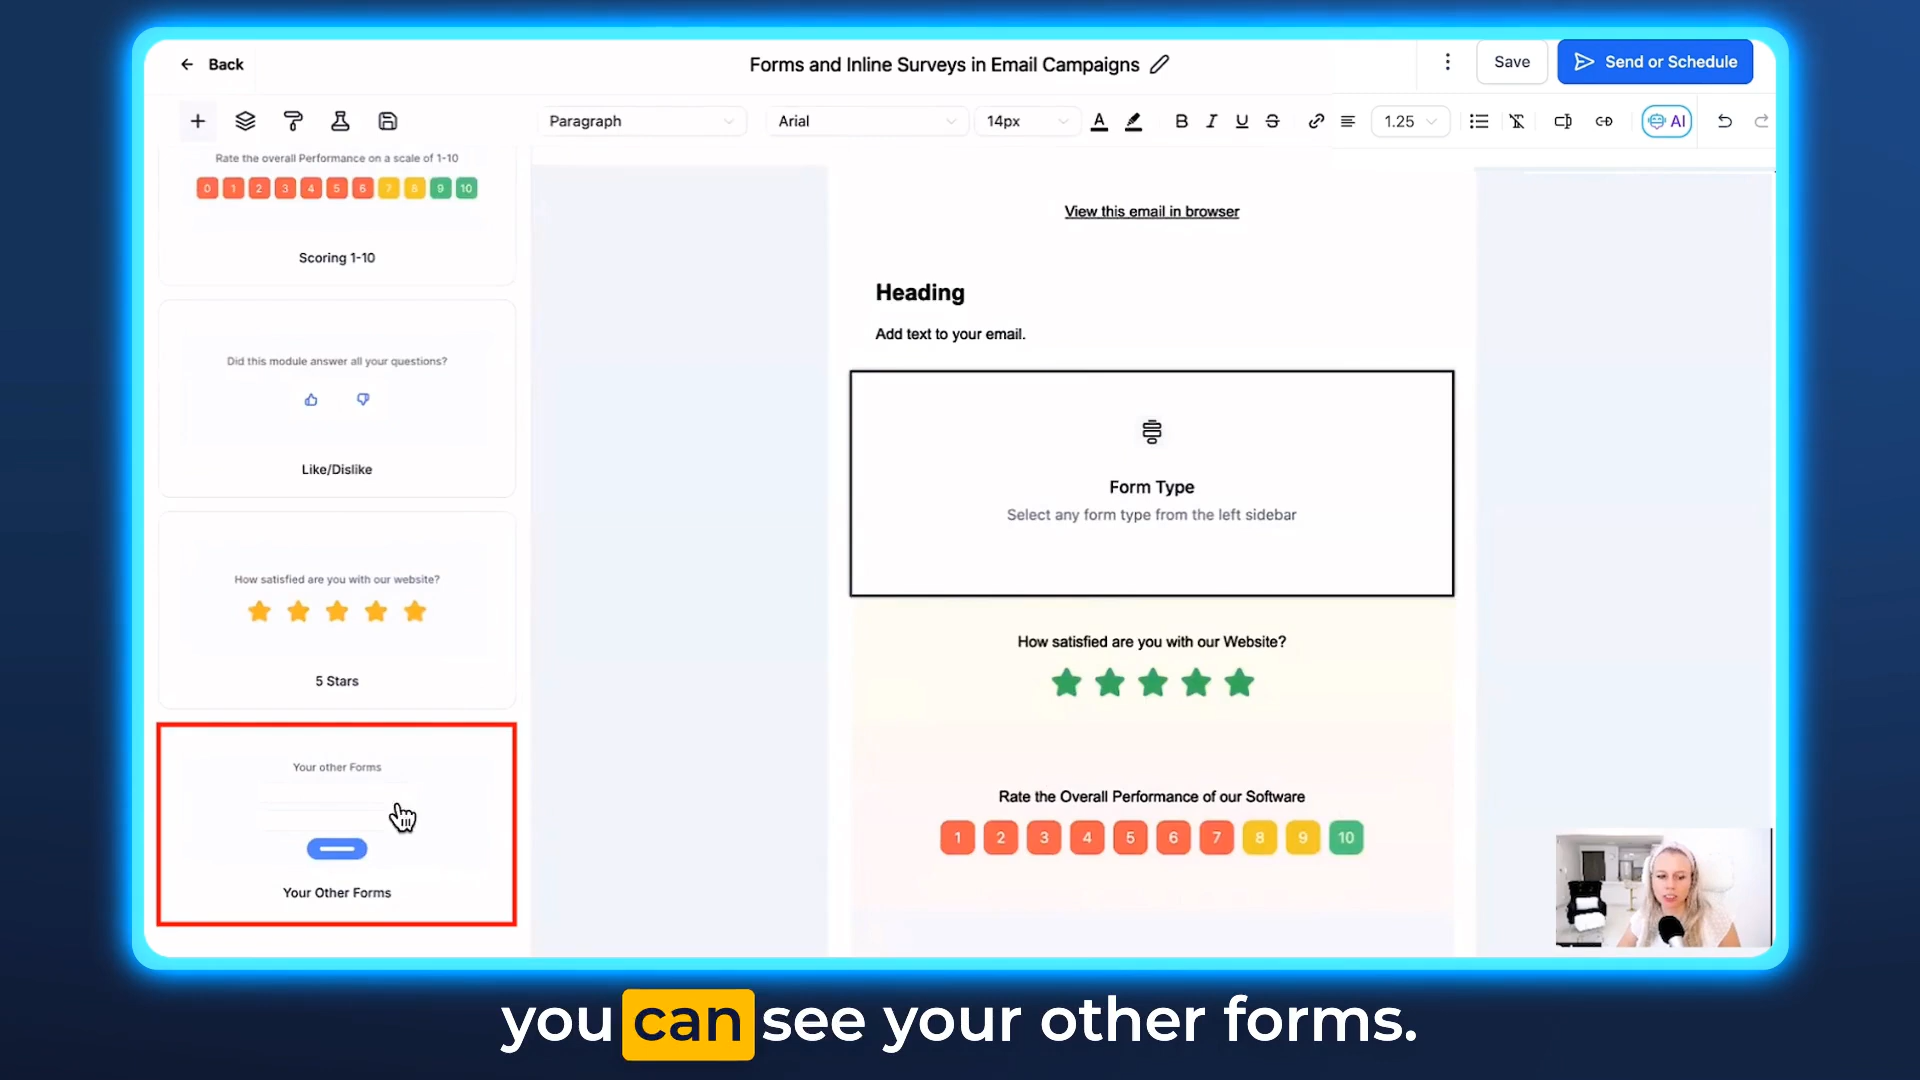 Back
Forms and Inline Surveys in Email Campaigns
Save
Send or Schedule
Paragraph
Arial
14px
A
B
I
U
S
1.25
AI
Rate the overall Performance on a scale of 1-10
0 1 2 3 4 5 6 7 8 9 10
Scoring 1-10
Did this module answer all your questions?
Like/Dislike
How satisfied are you with our website?
5 Stars
Your other Forms
Your Other Forms
View this email in browser
Heading
Add text to your email.
Form Type
Select any form type from the left sidebar
How satisfied are you with our Website?
Rate the Overall Performance of our Software
1 2 3 4 5 6 7 8 9 10
you can see your other forms.